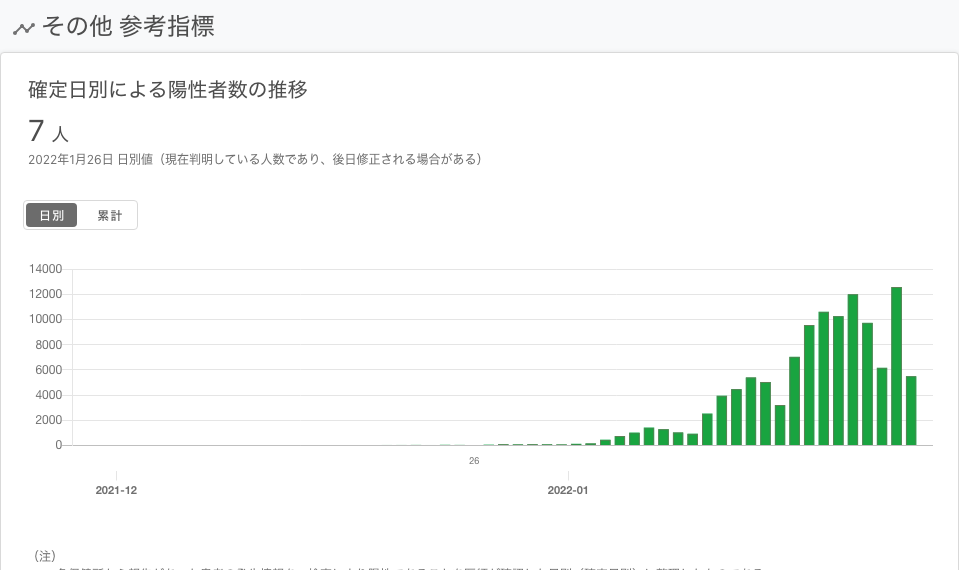 その他 参考指標
確定日別による陽性者数の推移
7 人
2022年1月26日 日別値（現在判明している人数であり、後日修正される場合がある）
日別 累計
14000
12000
10000
8000
6000
4000
2000
0
26
2021-12 2022-01
（注）